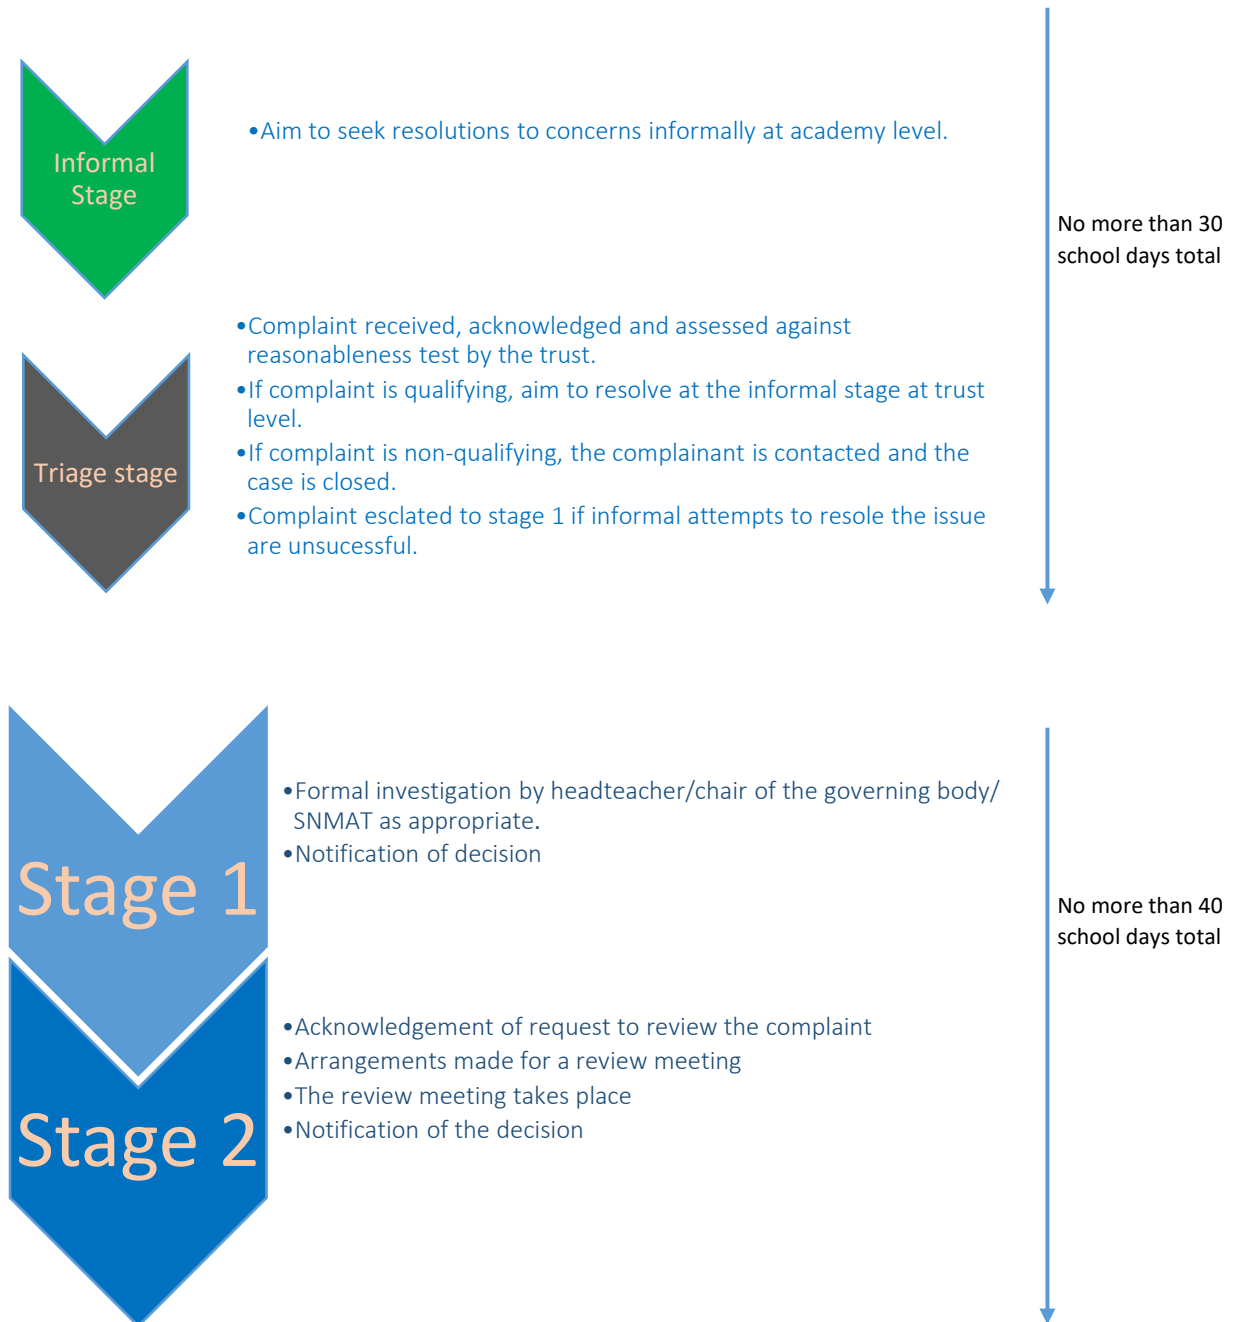 Informal
Stage
•Aim to seek resolutions to concerns informally at academy level.
No more than 30
school days total
Triage stage
•Complaint received, acknowledged and assessed against
reasonableness test by the trust.
•If complaint is qualifying, aim to resolve at the informal stage at trust
level.
•If complaint is non-qualifying, the complainant is contacted and the
case is closed.
•Complaint esclated to stage 1 if informal attempts to resole the issue
are unsucessful.
Stage 1
•Formal investigation by headteacher/chair of the governing body/
SNMAT as appropriate.
•Notification of decision
No more than 40
school days total
Stage 2
•Acknowledgement of request to review the complaint
•Arrangements made for a review meeting
•The review meeting takes place
•Notification of the decision